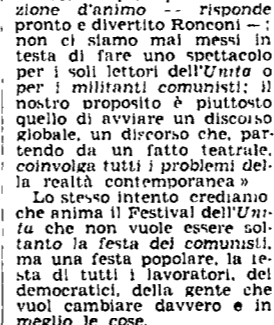 zione d'animo -- risponde
pronto e divertito Ronconi —:
non ci siamo mai messi in
testa di fare uno spettacolo
per i soli lettori dell'Unita o
per i militanti comunisti; il
nostro proposito è piuttosto
quello di avviare un discorso
globale, un discorso che, par-
tendo da un fatto teatrale,
coinvolga tutti i problemi del-
la realtà contemporanea »
Lo stesso intento crediamo
che anima il Festival dell'Uni-
ta che non vuole essere sol-
tanto la festa dei comunisti,
ma una festa popolare, la fe-
sta di tutti i lavoratori, dei
democratici, della gente che
vuol cambiare davvero e in
meglio le cose.